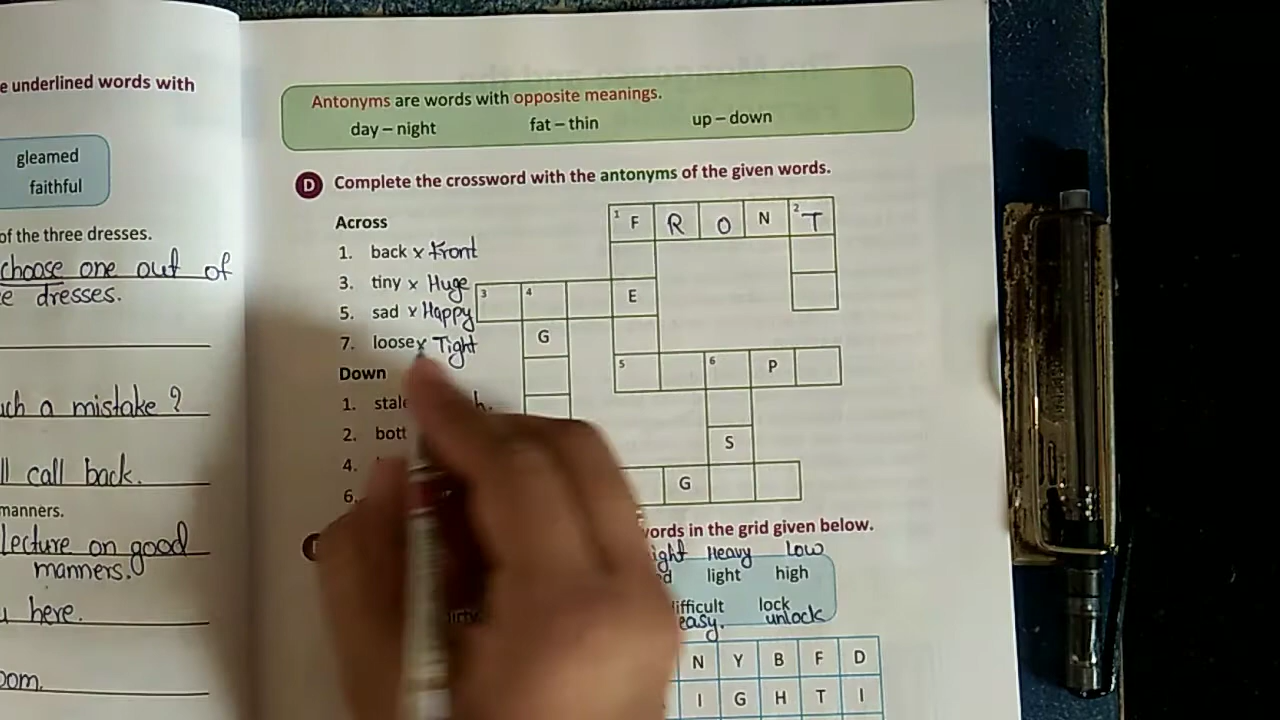 e underlined words with
gleamed
faithful
of the three dresses.
choose one out of
e dresses.
uch a mistake ?
ll call back.
manners.
lecture on good
manners.
u here.
oom.
Antonyms are words with opposite meanings.
day – night fat – thin up – down
D Complete the crossword with the antonyms of the given words.
Across
1. back x Front
3. tiny x Huge
5. sad x Happy
7. loose x Tight
Down
1. stale h.
2. bott
4.
6.
1 F R O N 2 T
3 4 E
G
5 6 P
S
G
words in the grid given below.
ight Heavy Low
d light high
ifficult lock
easy. unlock
N Y B F D
I G H T I